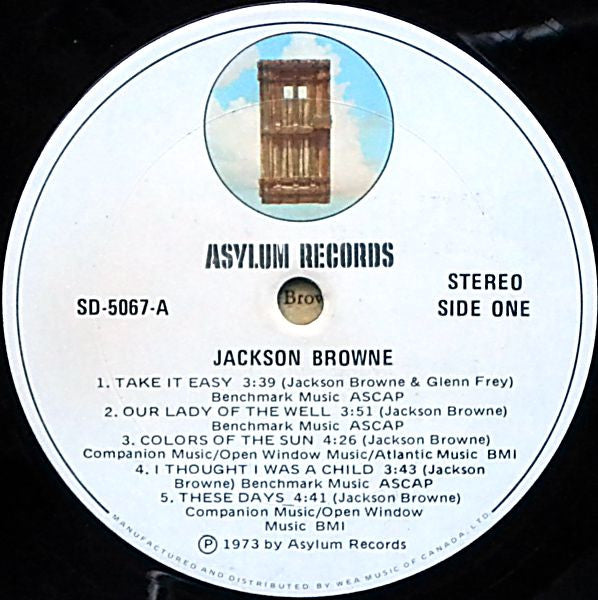 ASYLUM RECORDS
STEREO
SD-5067-A
SIDE ONE
Brow
JACKSON BROWNE
1. TAKE IT EASY 3:39 (Jackson Browne & Glenn Frey)
Benchmark Music ASCAP
2. OUR LADY OF THE WELL 3:51 (Jackson Browne)
Benchmark Music ASCAP
3. COLORS OF THE SUN 4:26 (Jackson Browne)
Companion Music/Open Window Music/Atlantic Music BMI
4. I THOUGHT I WAS A CHILD 3:43 (Jackson
Browne) Benchmark Music ASCAP
5. THESE DAYS 4:41 (Jackson Browne)
Companion Music/Open Window
Music BMI
Ⓟ 1973 by Asylum Records
MANUFACTURED AND DISTRIBUTED BY WEA MUSIC OF CANADA, LTD.